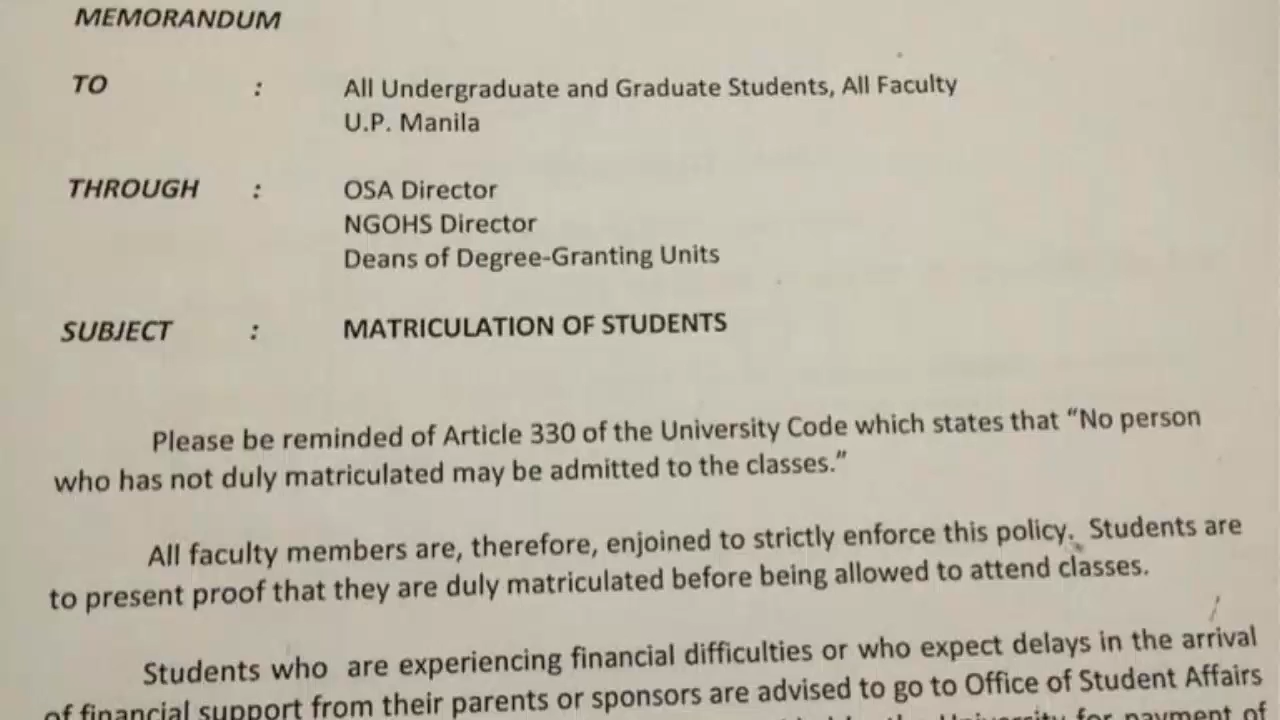 MEMORANDUM
TO : All Undergraduate and Graduate Students, All Faculty
U.P. Manila
THROUGH : OSA Director
NGOHS Director
Deans of Degree-Granting Units
SUBJECT : MATRICULATION OF STUDENTS
Please be reminded of Article 330 of the University Code which states that “No person
who has not duly matriculated may be admitted to the classes.”
All faculty members are, therefore, enjoined to strictly enforce this policy. Students are
to present proof that they are duly matriculated before being allowed to attend classes.
Students who are experiencing financial difficulties or who expect delays in the arrival
of financial support from their parents or sponsors are advised to go to Office of Student Affairs
University for payment of